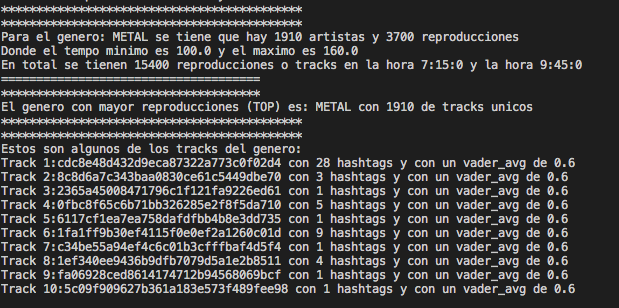 ******************************************
******************************************
Para el genero: METAL se tiene que hay 1910 artistas y 3700 reproducciones
Donde el tempo minimo es 100.0 y el maximo es 160.0
En total se tienen 15400 reproducciones o tracks en la hora 7:15:0 y la hora 9:45:0
====================================
************************************
El genero con mayor reproducciones (TOP) es: METAL con 1910 de tracks unicos
******************************************
******************************************
Estos son algunos de los tracks del genero:
Track 1:cdc8e48d432d9eca87322a773c0f02d4 con 28 hashtags y con un vader_avg de 0.6
Track 2:8c8d6a7c343baa0830ce61c5449dbe70 con 3 hashtags y con un vader_avg de 0.6
Track 3:2365a45008471796c1f121fa9226ed61 con 1 hashtags y con un vader_avg de 0.6
Track 4:0fbc8f65c6b71bb326285e2f8f5da710 con 5 hashtags y con un vader_avg de 0.6
Track 5:6117cf1ea7ea758dafdfbb4b8e3dd735 con 1 hashtags y con un vader_avg de 0.6
Track 6:1fa1ff9b30ef4115f0e0ef2a1260c01d con 9 hashtags y con un vader_avg de 0.6
Track 7:c34be55a94ef4c6c01b3cfffbaf4d5f4 con 1 hashtags y con un vader_avg de 0.6
Track 8:1ef340ee9436b9dfb7079d5a1e2b8511 con 4 hashtags y con un vader_avg de 0.6
Track 9:fa06928ced8614174712b94568069bcf con 1 hashtags y con un vader_avg de 0.6
Track 10:5c09f909627b361a183e573f489fee98 con 1 hashtags y con un vader_avg de 0.6